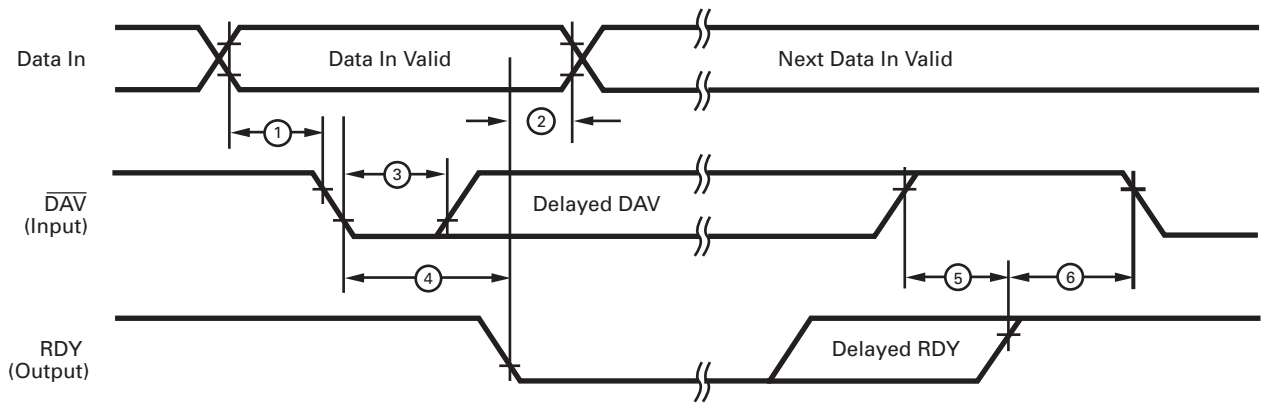 Data In
Data In Valid
Next Data In Valid
1
2
3
DAV
(Input)
Delayed DAV
4
5
6
RDY
(Output)
Delayed RDY